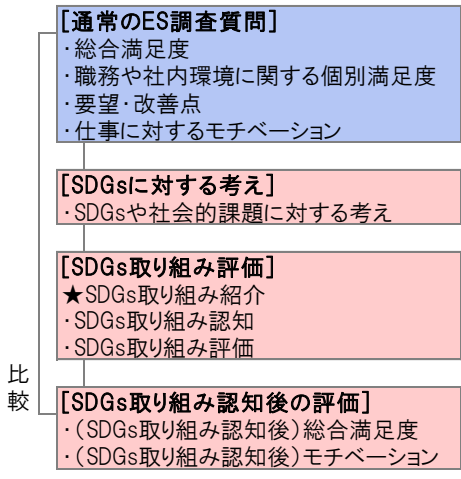 [通常のES調査質問]
・総合満足度
・職務や社内環境に関する個別満足度
・要望・改善点
・仕事に対するモチベーション
[SDGsに対する考え]
・SDGsや社会的課題に対する考え
[SDGs取り組み評価]
★SDGs取り組み紹介
・SDGs取り組み認知
・SDGs取り組み評価
比較
[SDGs取り組み認知後の評価]
・(SDGs取り組み認知後)総合満足度
・(SDGs取り組み認知後)モチベーション